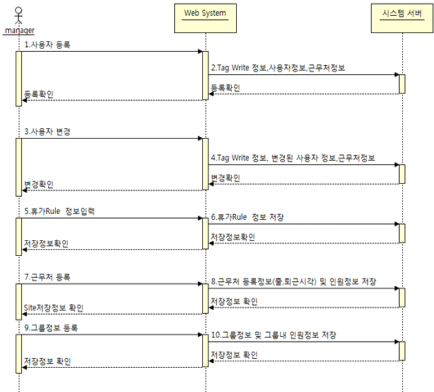 Web System
시스템 서버
manager
1.사용자 등록
2.Tag Write 정보,사용자정보,근무처정보
등록확인
등록확인
3.사용자 변경
4.Tag Write 정보, 변경된 사용자 정보,근무처정보
변경확인
변경확인
5.휴가Rule 정보입력
6.휴가Rule 정보 저장
저장정보확인
저장정보확인
7.근무처 등록
8.근무처 등록정보(출,퇴근시각) 및 인원정보 저장
저장정보 확인
Site저장정보 확인
9.그룹정보 등록
10.그룹정보 및 그룹내 인원정보 저장
저장정보 확인
저장정보 확인